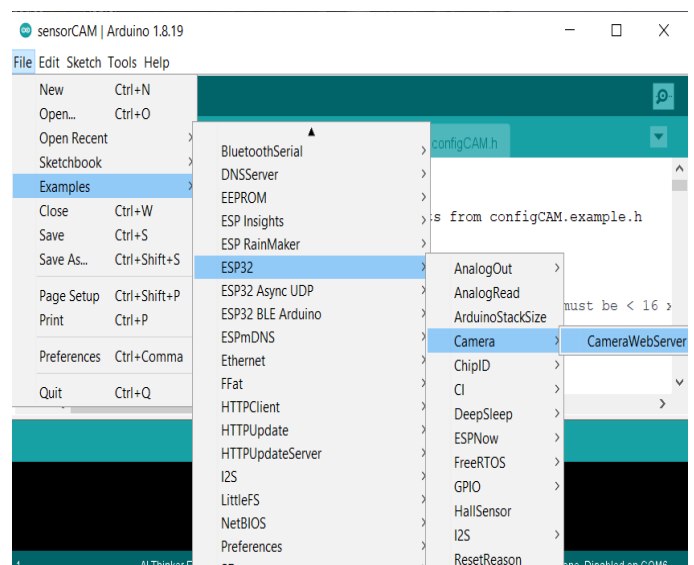 sensorCAM | Arduino 1.8.19
File Edit Sketch Tools Help
New Ctrl+N
Open... Ctrl+O
Open Recent
Sketchbook
Examples
Close Ctrl+W
Save Ctrl+S
Save As... Ctrl+Shift+S
Page Setup Ctrl+Shift+P
Print Ctrl+P
Preferences Ctrl+Comma
Quit Ctrl+Q
BluetoothSerial
DNSServer
EEPROM
ESP Insights
ESP RainMaker
ESP32
ESP32 Async UDP
ESP32 BLE Arduino
ESPmDNS
Ethernet
FFat
HTTPClient
HTTPUpdate
HTTPUpdateServer
I2S
LittleFS
NetBIOS
Preferences
AnalogOut
AnalogRead
ArduinoStackSize
Camera
ChipID
CI
DeepSleep
ESPNow
FreeRTOS
GPIO
HallSensor
I2S
ResetReason
CameraWebServer
configCAM.h
s from configCAM.example.h
must be < 16